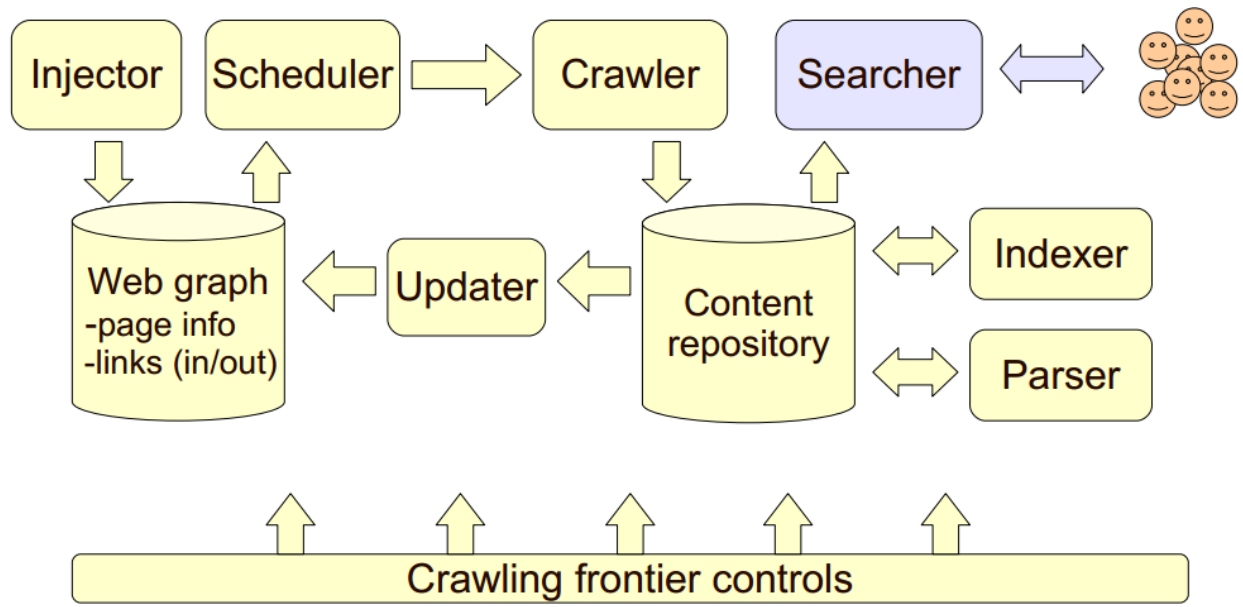 Injector
Scheduler
Crawler
Searcher
Web graph
-page info
-links (in/out)
Updater
Content
repository
Indexer
Parser
Crawling frontier controls